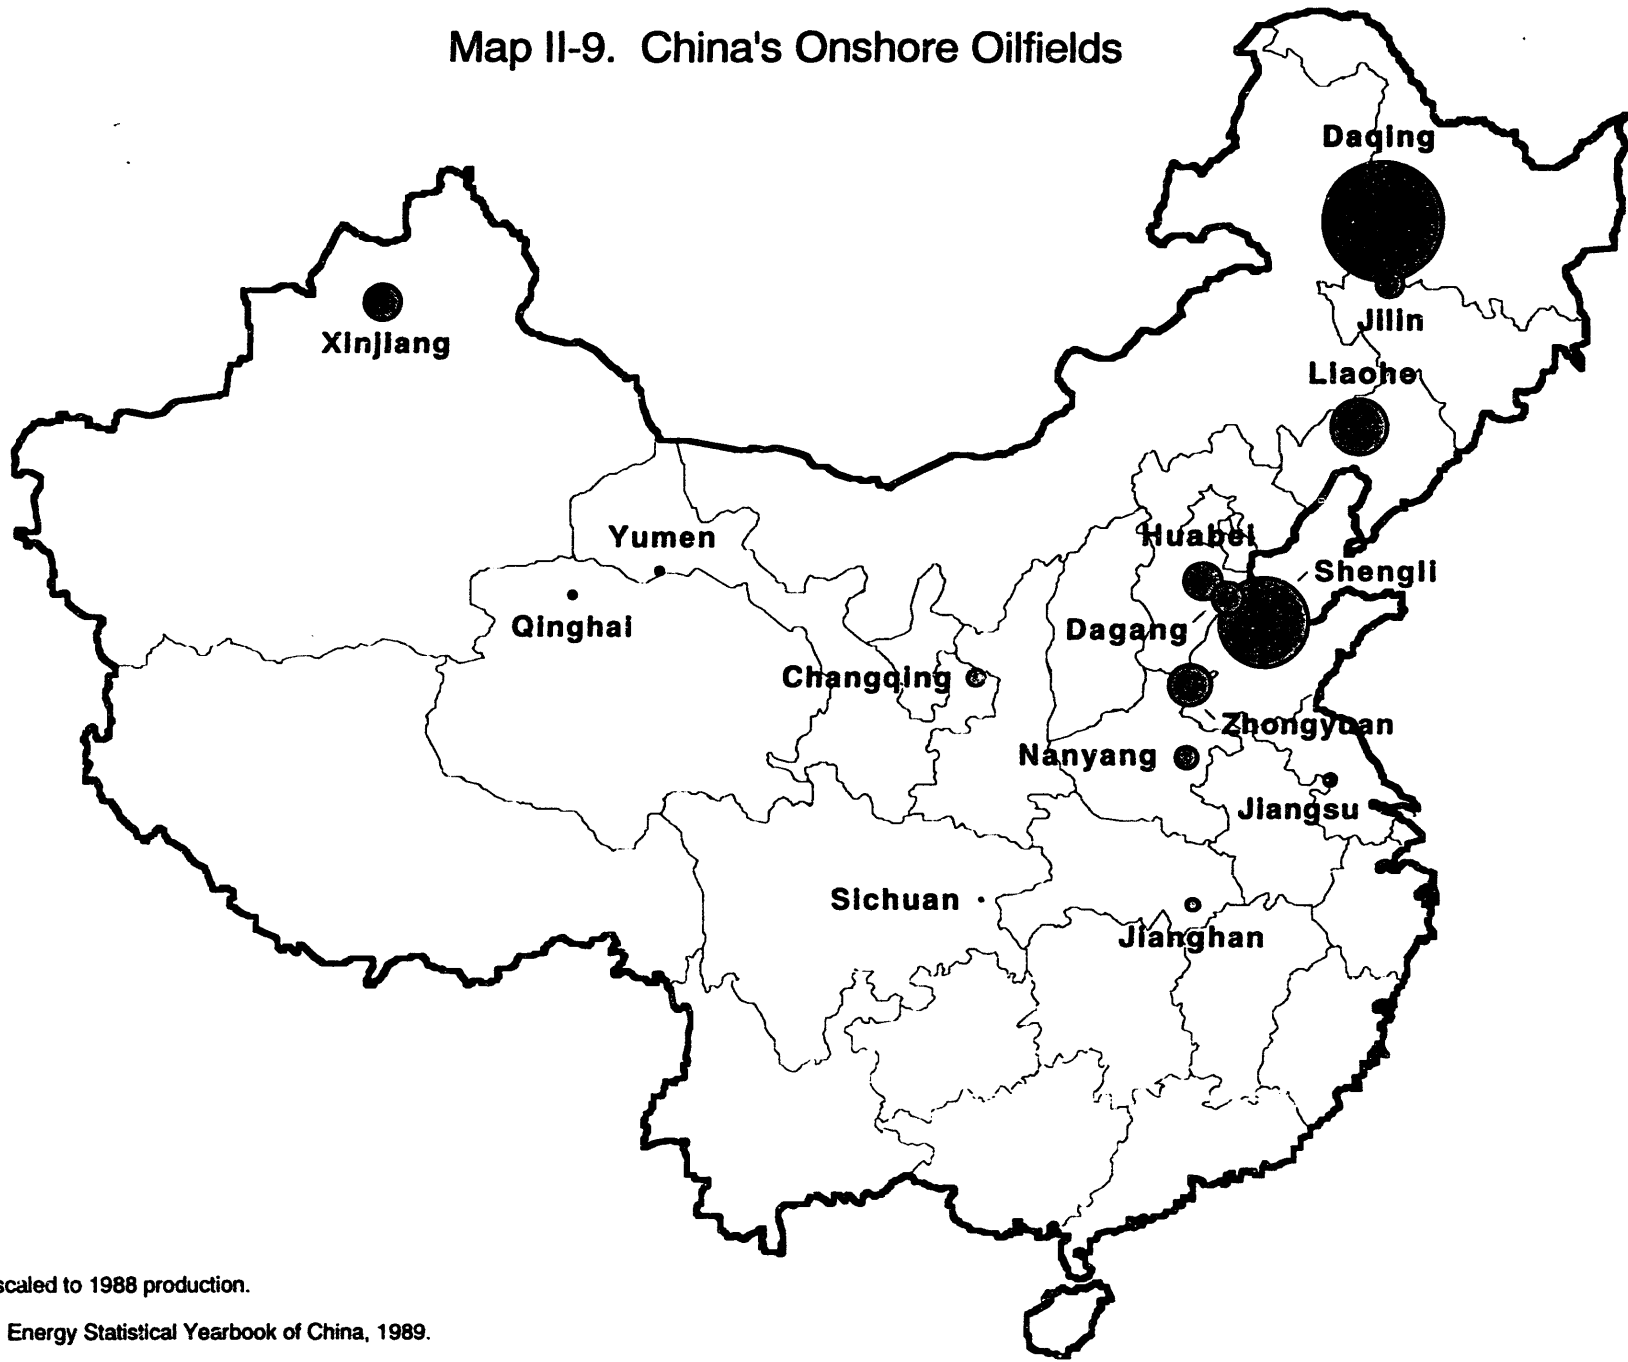 Map II-9. China's Onshore Oilfields
Daqing
Jilin
Xinjiang
Liaohe
Yumen
Huabei
Shengli
Qinghai
Dagang
Changqing
Zhongyuan
Nanyang
Jiangsu
Sichuan
Jianghan
scaled to 1988 production.
Energy Statistical Yearbook of China, 1989.